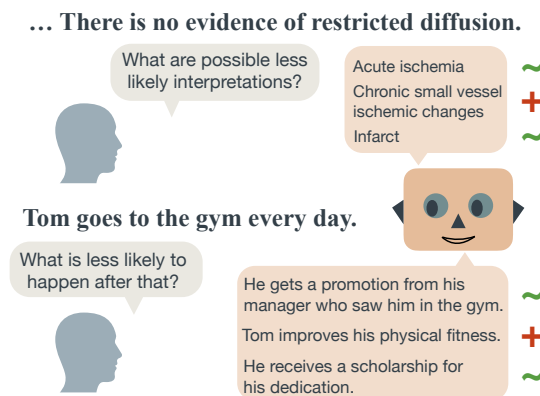 ... There is no evidence of restricted diffusion.
What are possible less
likely interpretations?
Acute ischemia ~
Chronic small vessel
ischemic changes +
Infarct ~
Tom goes to the gym every day.
What is less likely to
happen after that?
He gets a promotion from his
manager who saw him in the gym. ~
Tom improves his physical fitness. +
He receives a scholarship for
his dedication. ~